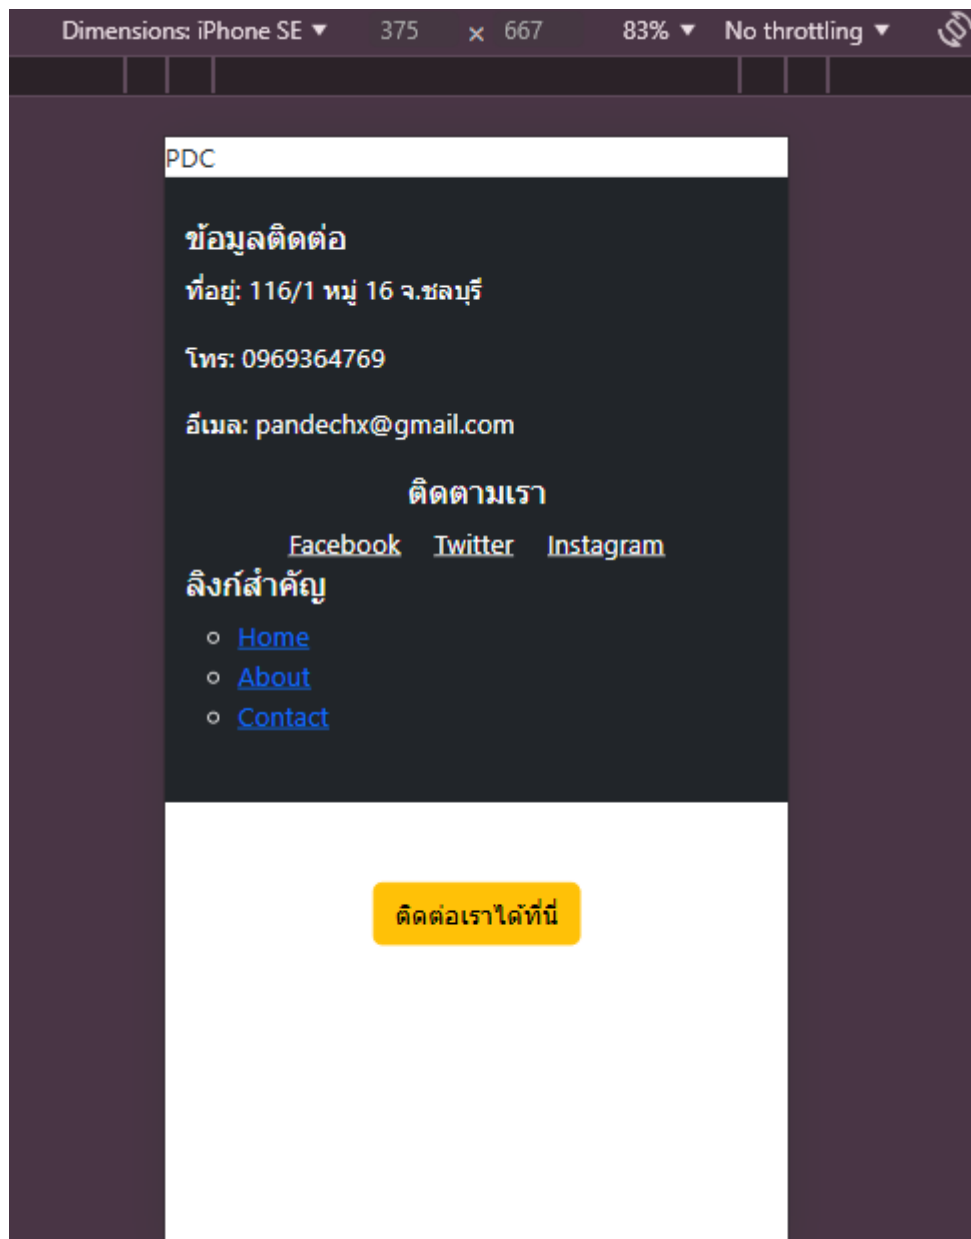 Dimensions: iPhone SE ▼ 375 × 667 83% ▼ No throttling ▼
PDC
ข้อมูลติดต่อ
ที่อยู่: 116/1 หมู่ 16 จ.ชลบุรี
โทร: 0969364769
อีเมล: pandechx@gmail.com
ติดตามเรา
Facebook Twitter Instagram
ลิงก์สำคัญ
Home
About
Contact
ติดต่อเราได้ที่นี่